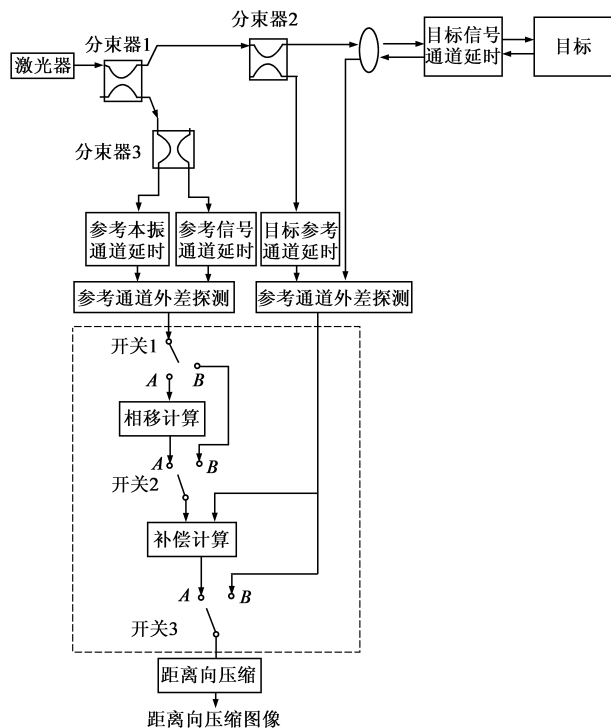 分束器1
分束器2
激光器
目标信号
通道延时
目标
分束器3
参考本振
通道延时
参考信号
通道延时
目标参考
通道延时
参考通道外差探测
参考通道外差探测
开关1
A
B
相移计算
A
B
开关2
补偿计算
A
B
开关3
距离向压缩
距离向压缩图像